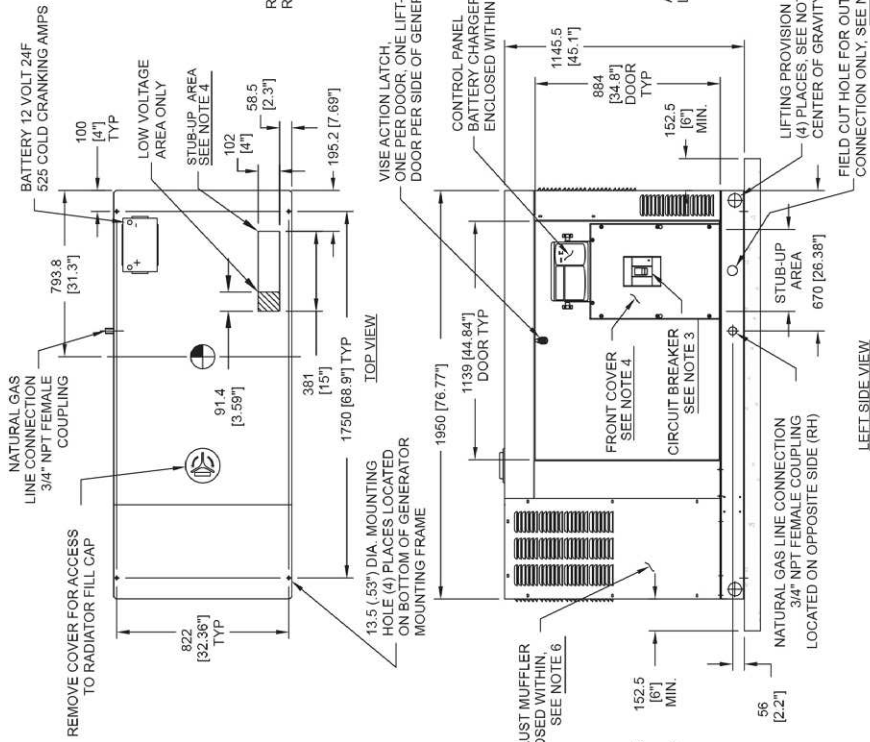 BATTERY 12 VOLT 24F
525 COLD CRANKING AMPS
NATURAL GAS
LINE CONNECTION
3/4" NPT FEMALE
COUPLING
REMOVE COVER FOR ACCESS
TO RADIATOR FILL CAP
793.8
[31.3"]
100
[4"]
TYP
LOW VOLTAGE
AREA ONLY
STUB-UP AREA
SEE NOTE 4
102
[4"]
58.5
[2.3"]
195.2 [7.69"]
822
[32.36"]
TYP
91.4
[3.59"]
381
[15"]
1750 [68.9"] TYP
TOP VIEW
13.5 (.53") DIA. MOUNTING
HOLE (4) PLACES LOCATED
ON BOTTOM OF GENERATOR
MOUNTING FRAME
VISE ACTION LATCH,
ONE PER DOOR, ONE LIFT-
DOOR PER SIDE OF GENER
CONTROL PANEL
BATTERY CHARGER
ENCLOSED WITHIN
1950 [76.77"]
1139 [44.84"]
DOOR TYP
1145.5
[45.1"]
884
[34.8"]
DOOR
TYP
152.5
[6"]
MIN.
FRONT COVER
SEE NOTE 4
CIRCUIT BREAKER
SEE NOTE 3
UST MUFFLER
OSED WITHIN,
SEE NOTE 6
152.5
[6"]
MIN.
56
[2.2"]
NATURAL GAS LINE CONNECTION
3/4" NPT FEMALE COUPLING
LOCATED ON OPPOSITE SIDE (RH)
STUB-UP
AREA
670 [26.38"]
LIFTING PROVISION
(4) PLACES, SEE NOT
CENTER OF GRAVITY
FIELD CUT HOLE FOR OUT
CONNECTION ONLY, SEE N
LEFT SIDE VIEW